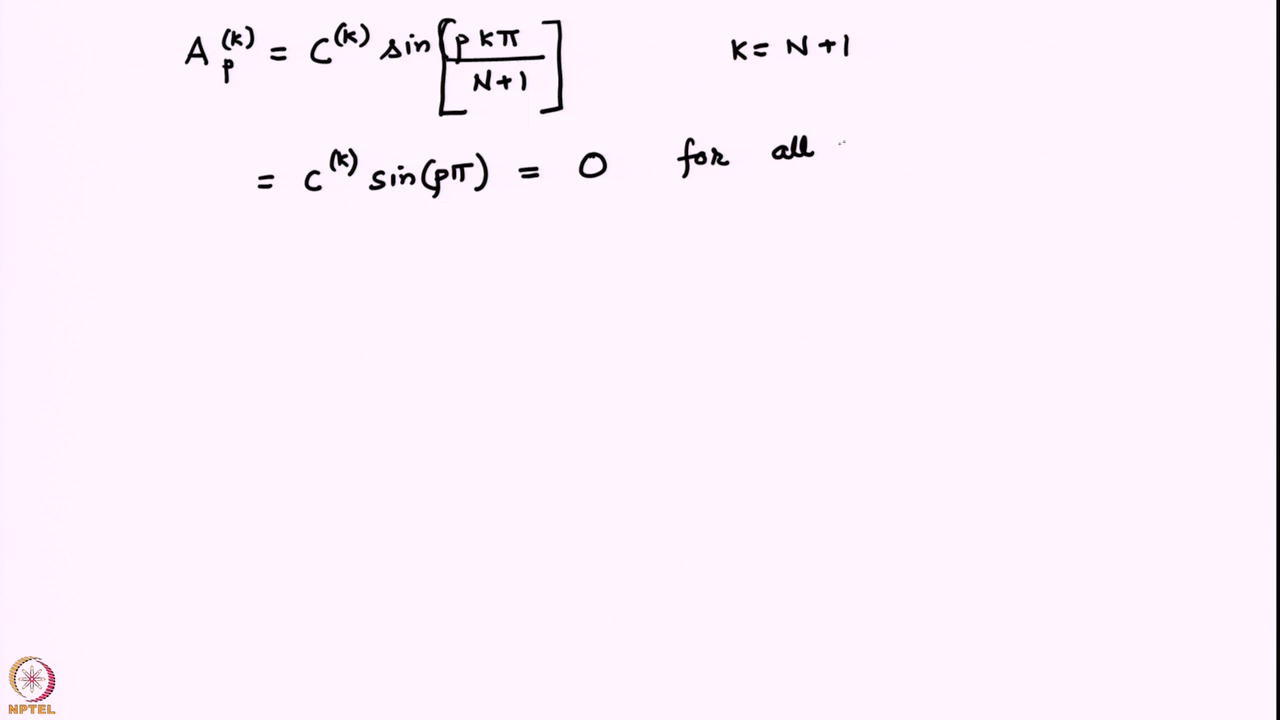 A_p^(k) = C^(k) sin[pkπ / N+1]   k = N+1
= C^(k) sin(pπ) = 0   for all
NPTEL